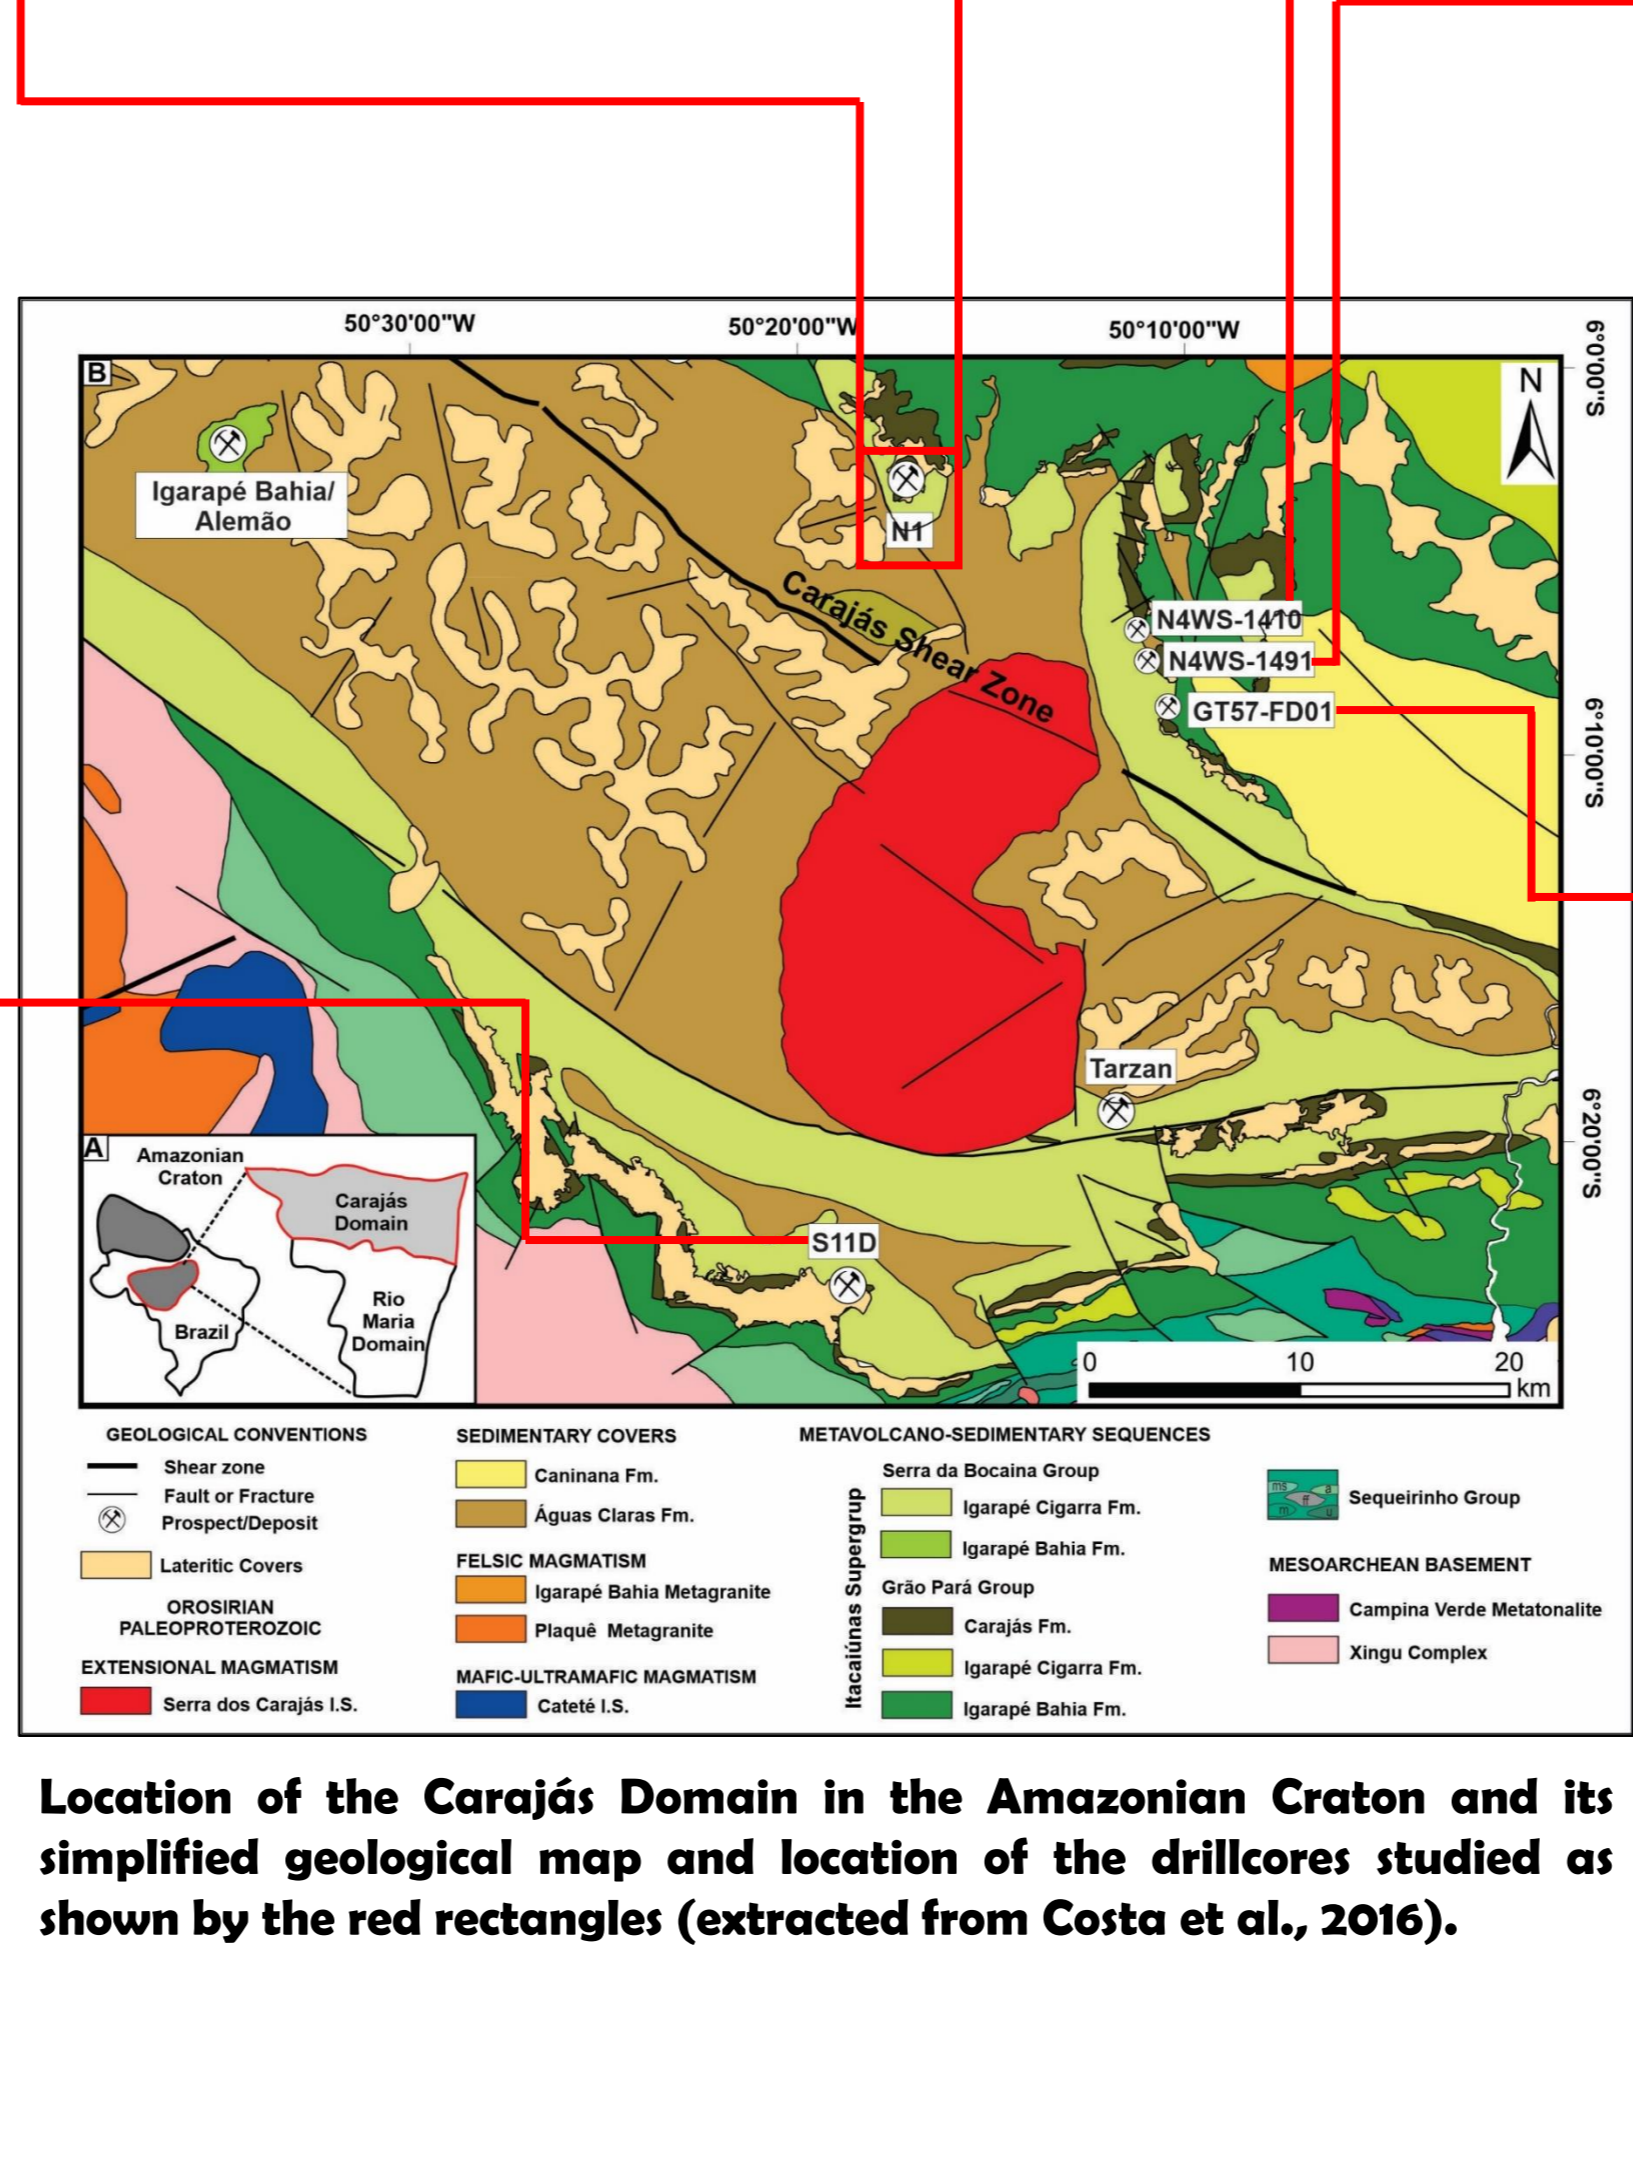 50°30'00"W
50°20'00"W
50°10'00"W
6°0'0'0"S
B
N
Igarapé Bahia/
Alemão
N1
Carajás Shear Zone
N4WS-1410
N4WS-1491
GT57-FD01
6°10'00"S
Tarzan
6°20'00"S
A
Amazonian
Craton
Carajás
Domain
Rio
Maria
Domain
Brazil
S11D
0 10 20
km
GEOLOGICAL CONVENTIONS
Shear zone
Fault or Fracture
Prospect/Deposit
Lateritic Covers
OROSIRIAN
PALEOPROTEROZOIC
EXTENSIONAL MAGMATISM
Serra dos Carajás I.S.
SEDIMENTARY COVERS
Caninana Fm.
Águas Claras Fm.
FELSIC MAGMATISM
Igarapé Bahia Metagranite
Plaquê Metagranite
MAFIC-ULTRAMAFIC MAGMATISM
Cateté I.S.
METAVOLCANO-SEDIMENTARY SEQUENCES
Itacaiúnas Supergrup
Serra da Bocaina Group
Igarapé Cigarra Fm.
Igarapé Bahia Fm.
Grão Pará Group
Carajás Fm.
Igarapé Cigarra Fm.
Igarapé Bahia Fm.
ms
a
ff
m
u
Sequeirinho Group
MESOARCHEAN BASEMENT
Campina Verde Metatonalite
Xingu Complex
Location of the Carajás Domain in the Amazonian Craton and its
simplified geological map and location of the drillcores studied as
shown by the red rectangles (extracted from Costa et al., 2016).